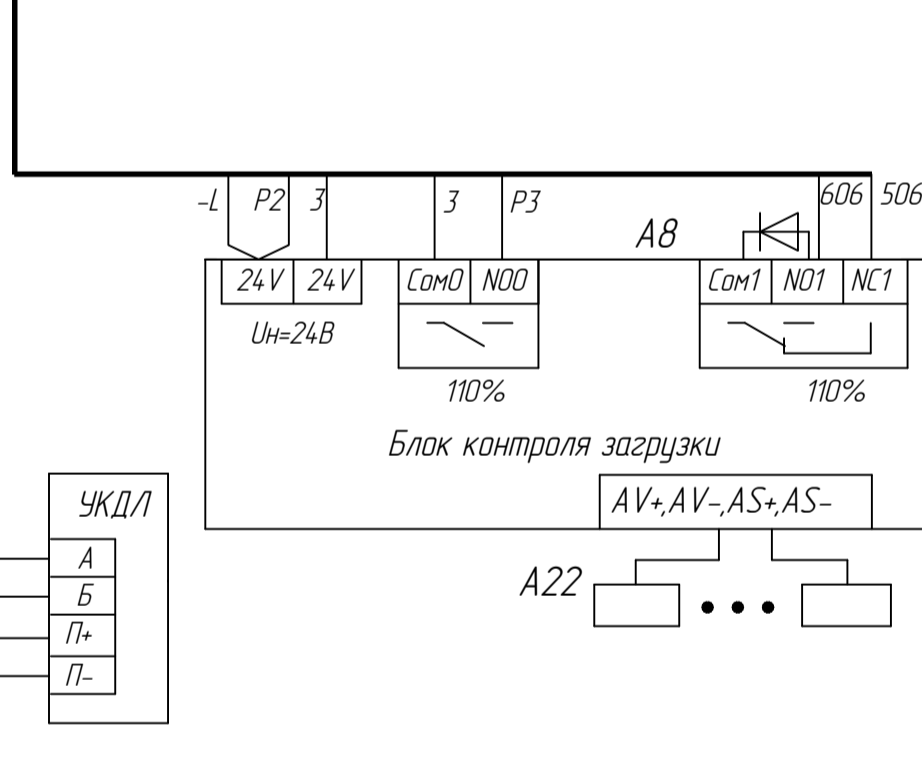 -L P2 3 3 P3 606 506
A8
24V 24V Com0 NO0 Com1 NO1 NC1
Uн=24В
110% 110%
Блок контроля загрузки
УКДЛ
AV+,AV-,AS+,AS-
А
Б
П+
П-
A22